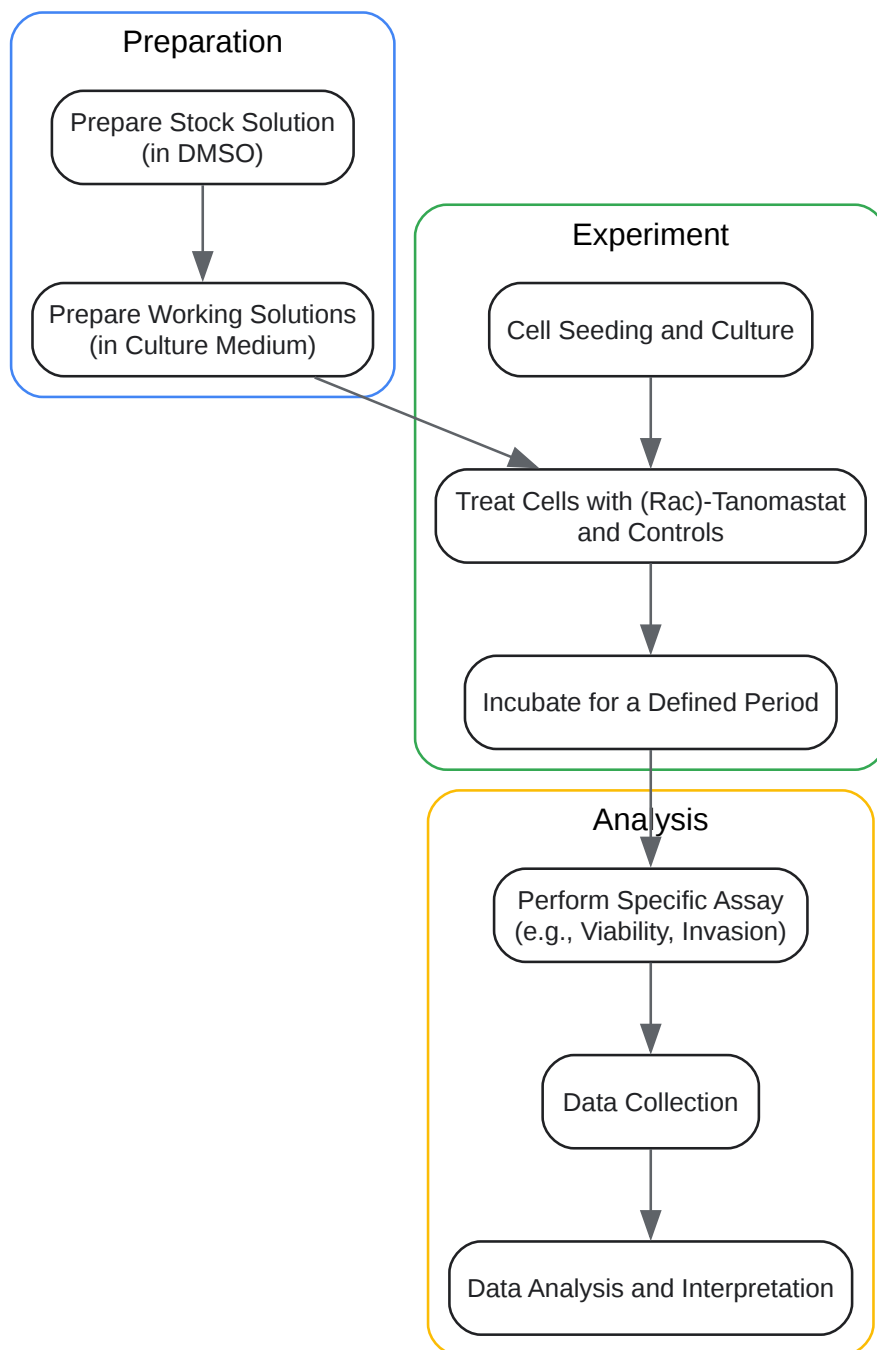 Preparation
Prepare Stock Solution
(in DMSO)
Prepare Working Solutions
(in Culture Medium)
Experiment
Cell Seeding and Culture
Treat Cells with (Rac)-Tanomastat
and Controls
Incubate for a Defined Period
Analysis
Perform Specific Assay
(e.g., Viability, Invasion)
Data Collection
Data Analysis and Interpretation